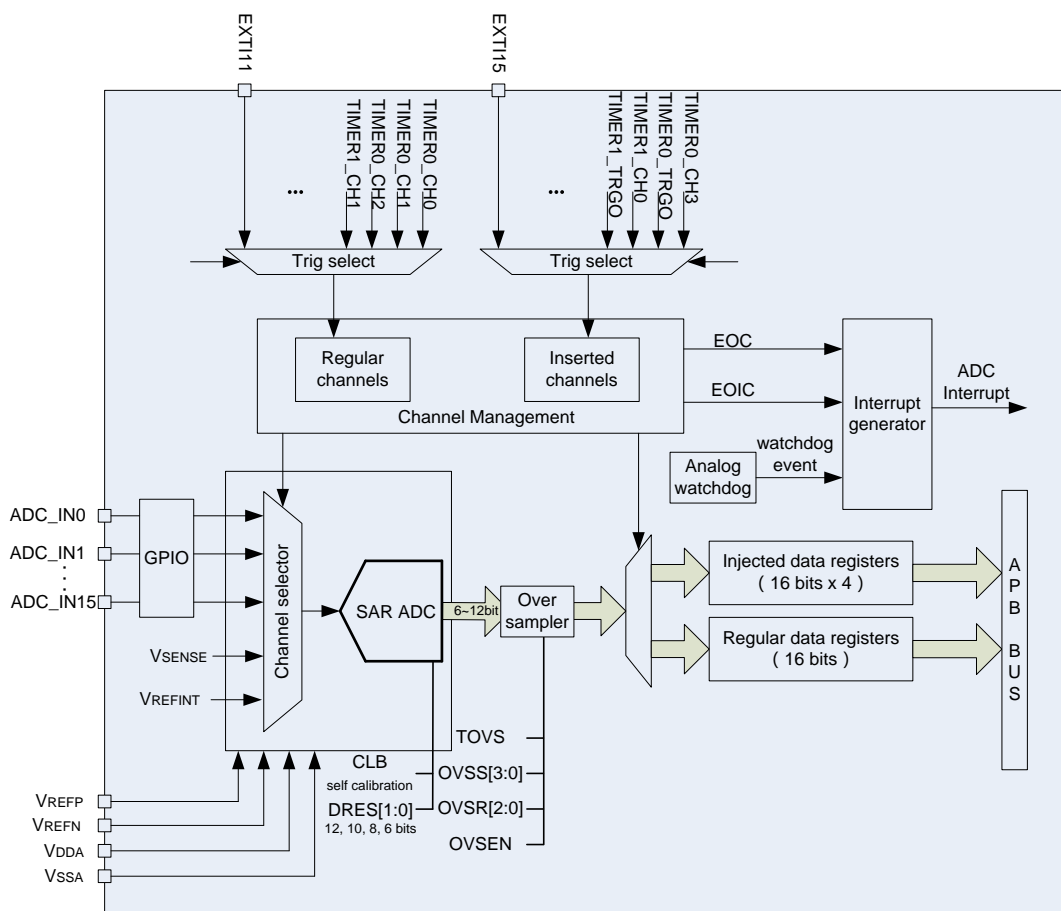 EXTI11
EXTI15
TIMER1_CH1
TIMER0_CH2
TIMER0_CH1
TIMER0_CH0
...
TIMER1_TRGO
TIMER1_CH0
TIMER0_TRGO
TIMER0_CH3
...
Trig select
Trig select
Regular
channels
Inserted
channels
Channel Management
EOC
EOIC
Interrupt
generator
ADC
Interrupt
Analog
watchdog
watchdog
event
ADC_IN0
ADC_IN1
ADC_IN15
GPIO
VSENSE
VREFINT
Channel selector
SAR ADC
6~12bit
Over
sampler
Injected data registers
( 16 bits x 4 )
Regular data registers
( 16 bits )
APB BUS
CLB
self calibration
DRES[1:0]
12, 10, 8, 6 bits
TOVS
OVSS[3:0]
OVSR[2:0]
OVSEN
VREFP
VREFN
VDDA
VSSA